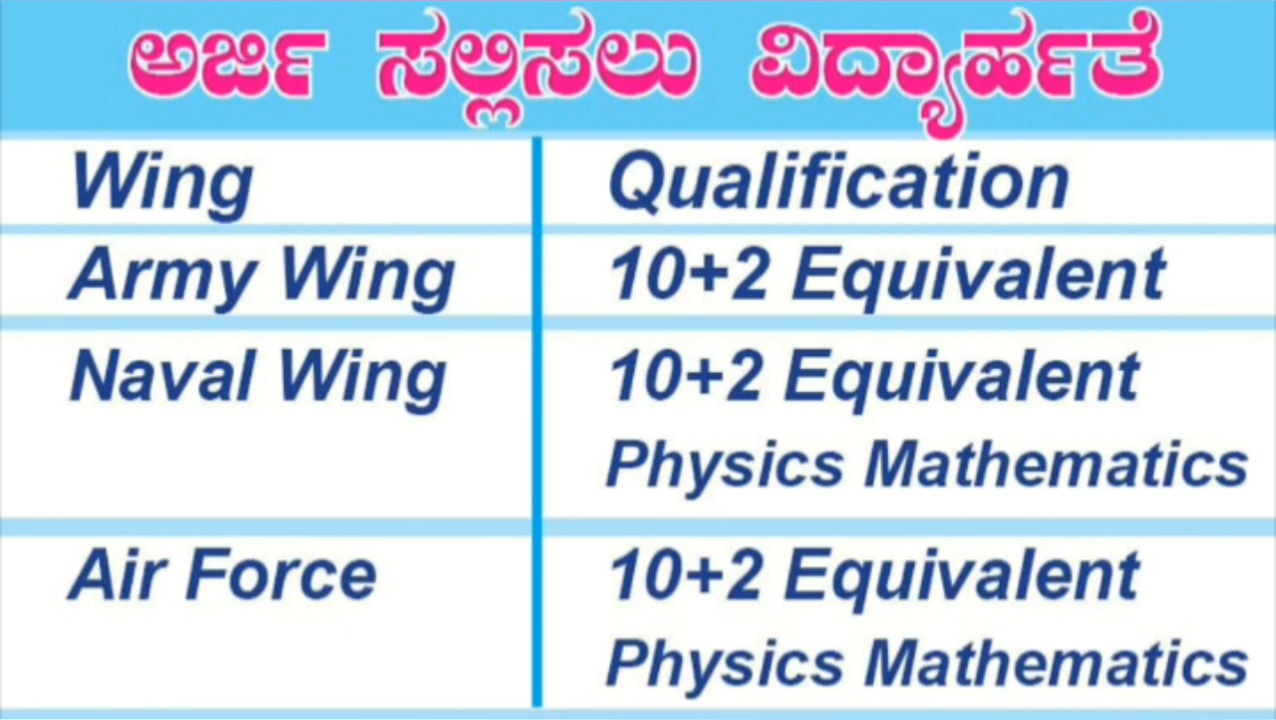 ಅರ್ಜಿ ಸಲ್ಲಿಸಲು ವಿದ್ಯಾರ್ಹತೆ
Wing Qualification
Army Wing 10+2 Equivalent
Naval Wing 10+2 Equivalent
Physics Mathematics
Air Force 10+2 Equivalent
Physics Mathematics